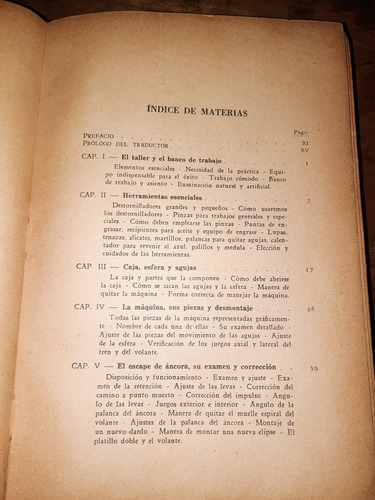 ÍNDICE DE MATERIAS
Págs.
PREFACIO . . . XI
PRÓLOGO DEL TRADUCTOR . . . XV
CAP. I — El taller y el banco de trabajo . . . 1
Elementos esenciales - Necesidad de la práctica - Equi-
po indispensable para el éxito - Trabajo cómodo - Banco
de trabajo y asiento - Iluminación natural y artificial.
CAP. II — Herramientas esenciales . . . 7
Destornilladores grandes y pequeños - Cómo usaremos
los destornilladores - Pinzas para trabajos generales y espe-
ciales - Cómo deben emplearse las pinzas - Puntas de
engrasar, recipientes para aceite y equipo de engrase - Lupas,
tenazas, alicates, martillos, palancas para quitar agujas, calen-
tador para revenir al azul, palillos y medula - Elección y
cuidados de las herramientas.
CAP. III — Caja, esfera y agujas . . . 17
La caja y partes que la componen - Cómo debe abrirse
la caja - Cómo se sacan las agujas y la esfera - Manera de
quitar la máquina - Forma correcta de manejar la máquina.
CAP. IV — La máquina, sus piezas y desmontaje . . . 26
Todas las piezas de la máquina representadas gráficamen-
te - Nombre de cada una de ellas - Su examen detallado -
Ajuste de las piezas del movimiento de las agujas - Ajuste
de la esfera - Verificación de los juegos axial y lateral del
tren y del volante.
CAP. V — El escape de áncora, su examen y corrección . . . 39
Disposición y funcionamiento - Examen y ajuste - Exa-
men de la retención - Ajuste de las levas - Corrección del
camino a punto-muerto - Corrección del impulso - Angu-
lo de las levas - Juegos exterior e interior - Angulo de la
palanca del áncora - Manera de quitar el muelle espiral del
volante - Ajustes de la palanca del áncora - Montaje de
un nuevo dardo - Manera de montar una nueva elipse - El
platillo doble y el volante.